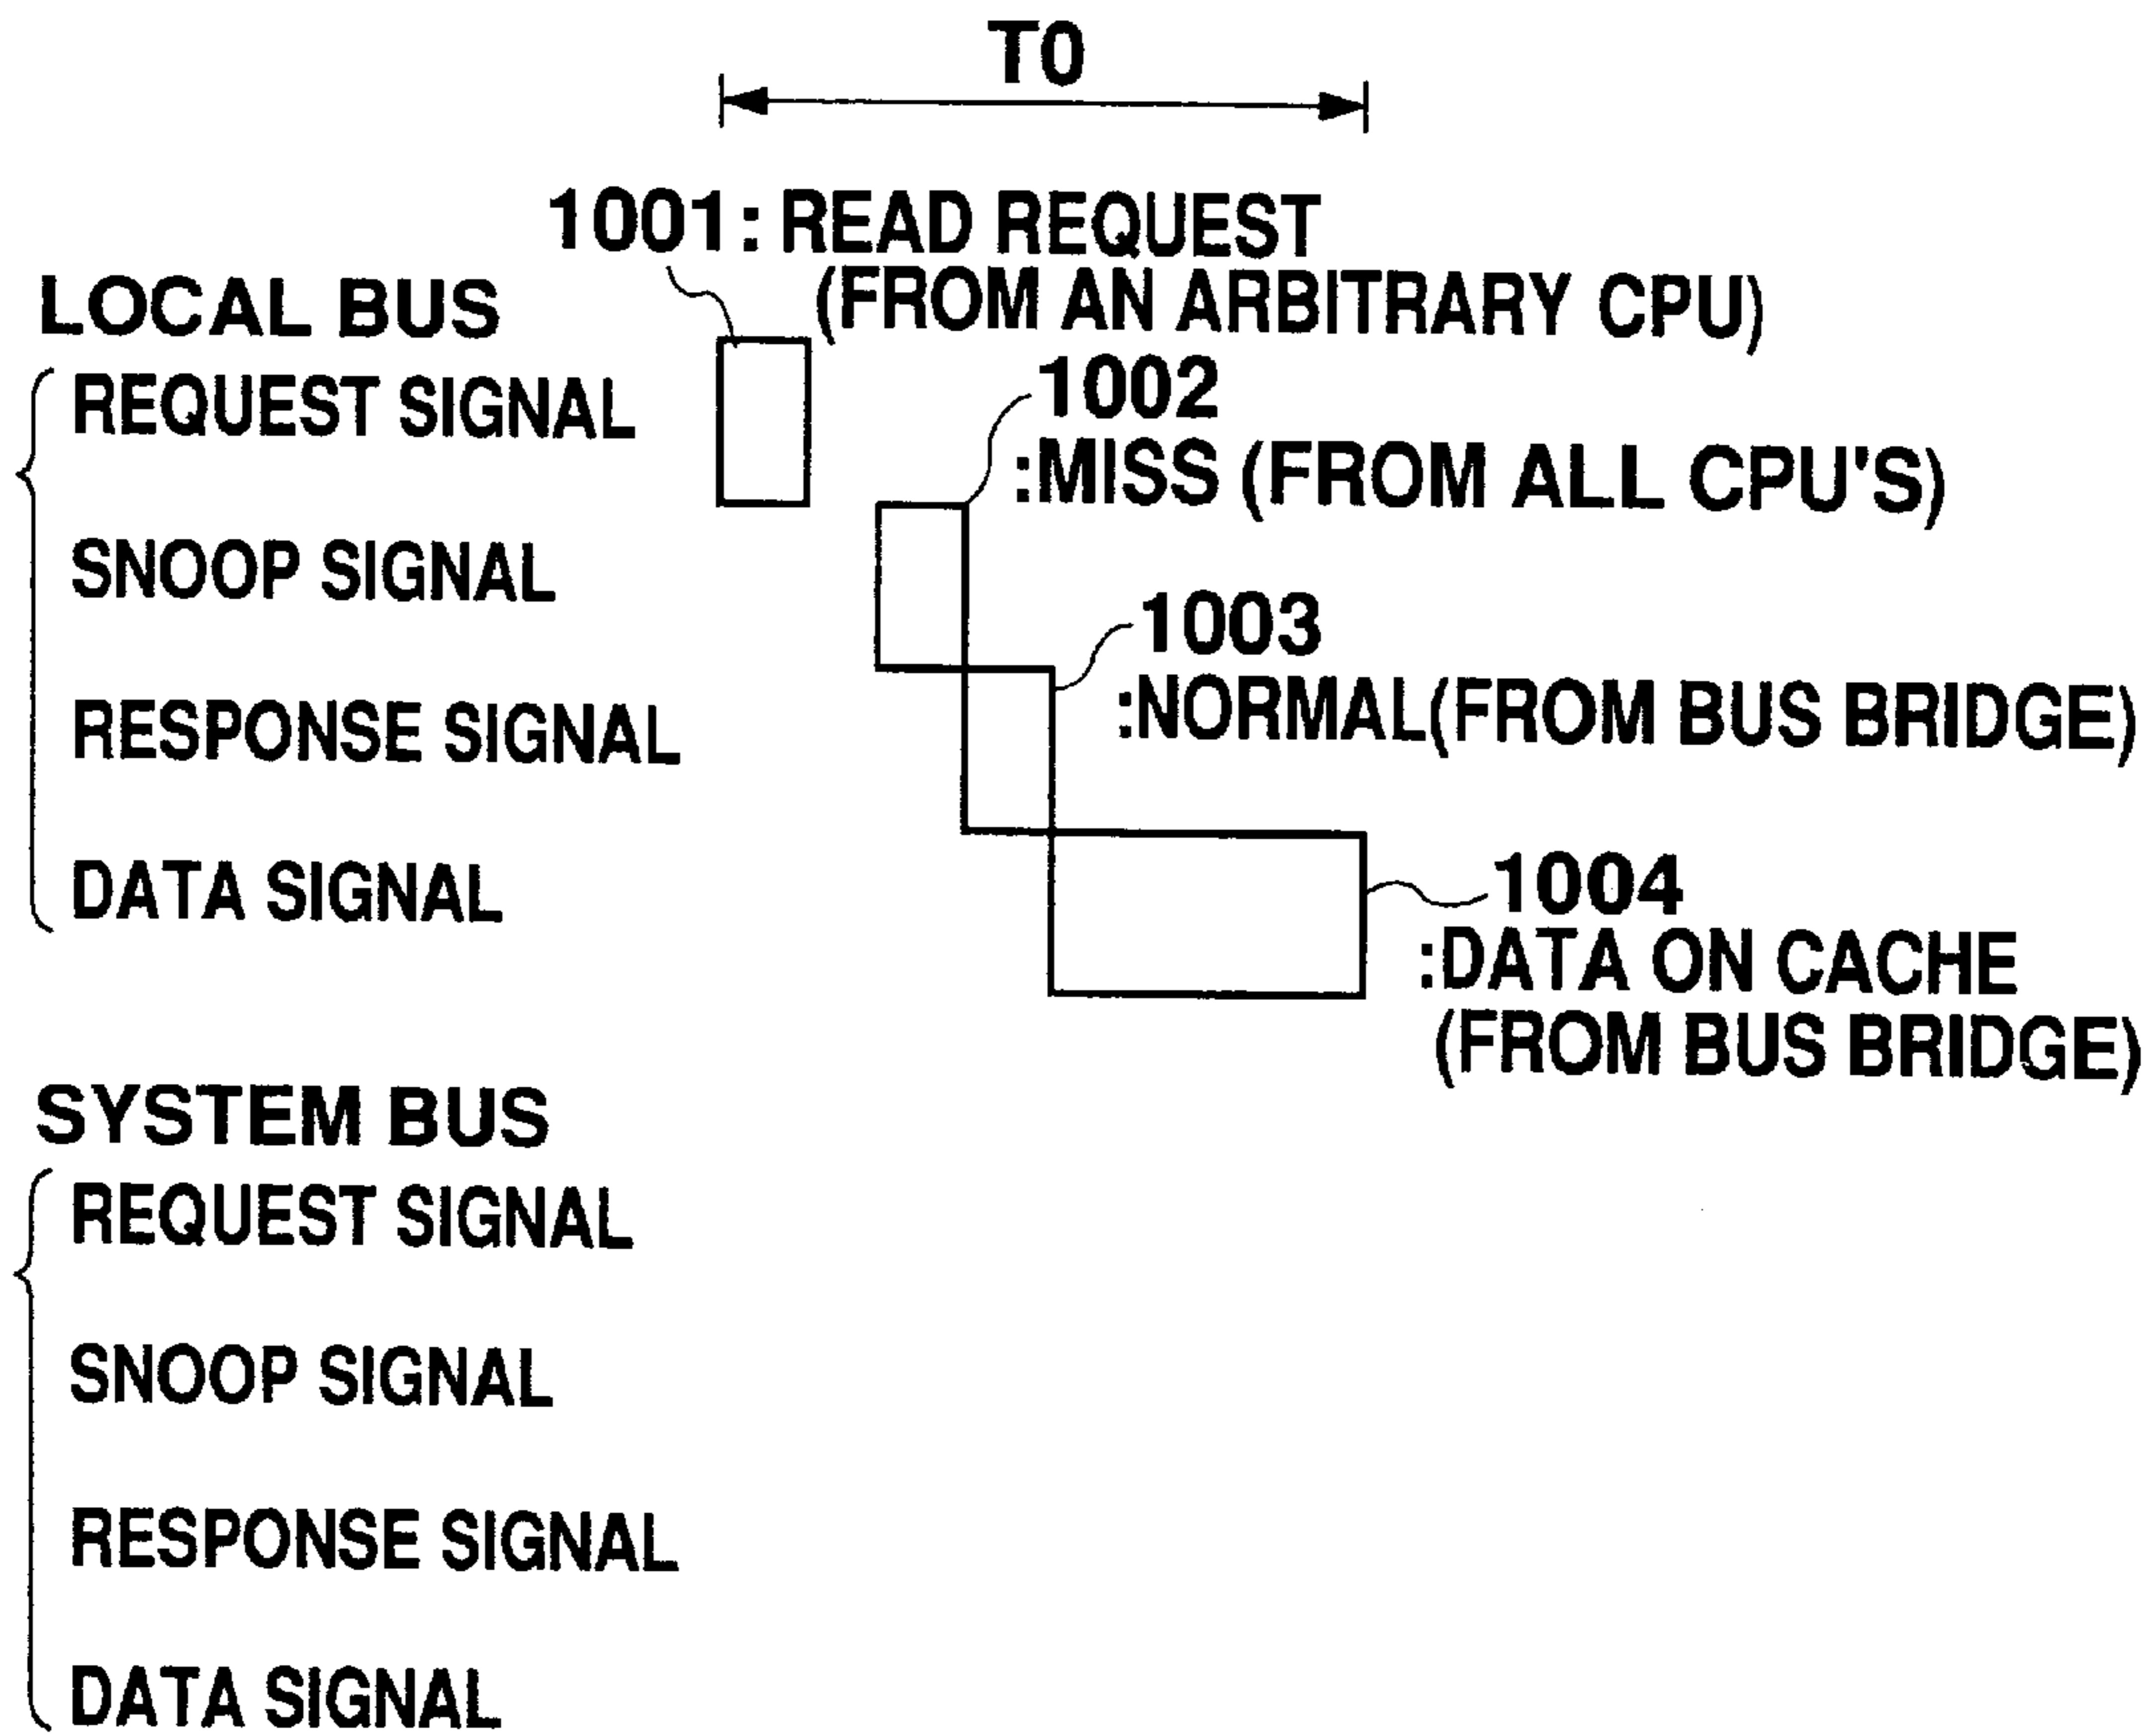 T0
1001: READ REQUEST
(FROM AN ARBITRARY CPU)
LOCAL BUS
1002
REQUEST SIGNAL
:MISS (FROM ALL CPU'S)
SNOOP SIGNAL
1003
:NORMAL(FROM BUS BRIDGE)
RESPONSE SIGNAL
1004
DATA SIGNAL
:DATA ON CACHE
(FROM BUS BRIDGE)
SYSTEM BUS
REQUEST SIGNAL
SNOOP SIGNAL
RESPONSE SIGNAL
DATA SIGNAL